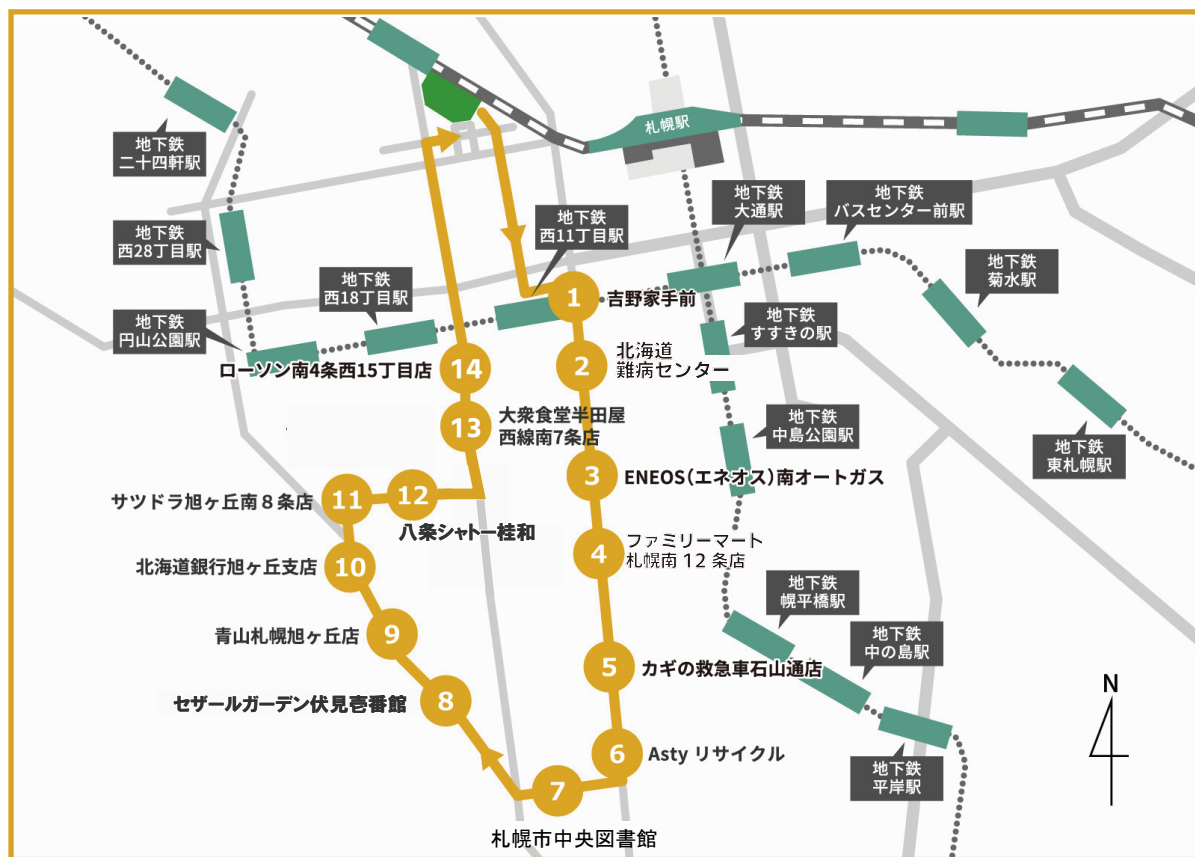 札幌駅
地下鉄
二十四軒駅
地下鉄
西28丁目駅
地下鉄
円山公園駅
地下鉄
西18丁目駅
地下鉄
西11丁目駅
地下鉄
大通駅
地下鉄
バスセンター前駅
地下鉄
菊水駅
地下鉄
すすきの駅
地下鉄
中島公園駅
地下鉄
東札幌駅
地下鉄
幌平橋駅
地下鉄
中の島駅
地下鉄
平岸駅
1
吉野家手前
2
北海道
難病センター
3
ENEOS(エネオス)南オートガス
4
ファミリーマート
札幌南12条店
5
カギの救急車石山通店
6
Asty リサイクル
7
札幌市中央図書館
8
セザールガーデン伏見壱番館
9
青山札幌旭ヶ丘店
10
北海道銀行旭ヶ丘支店
11
サツドラ旭ヶ丘南8条店
12
八条シャトー桂和
13
大衆食堂半田屋
西線南7条店
14
ローソン南4条西15丁目店
N